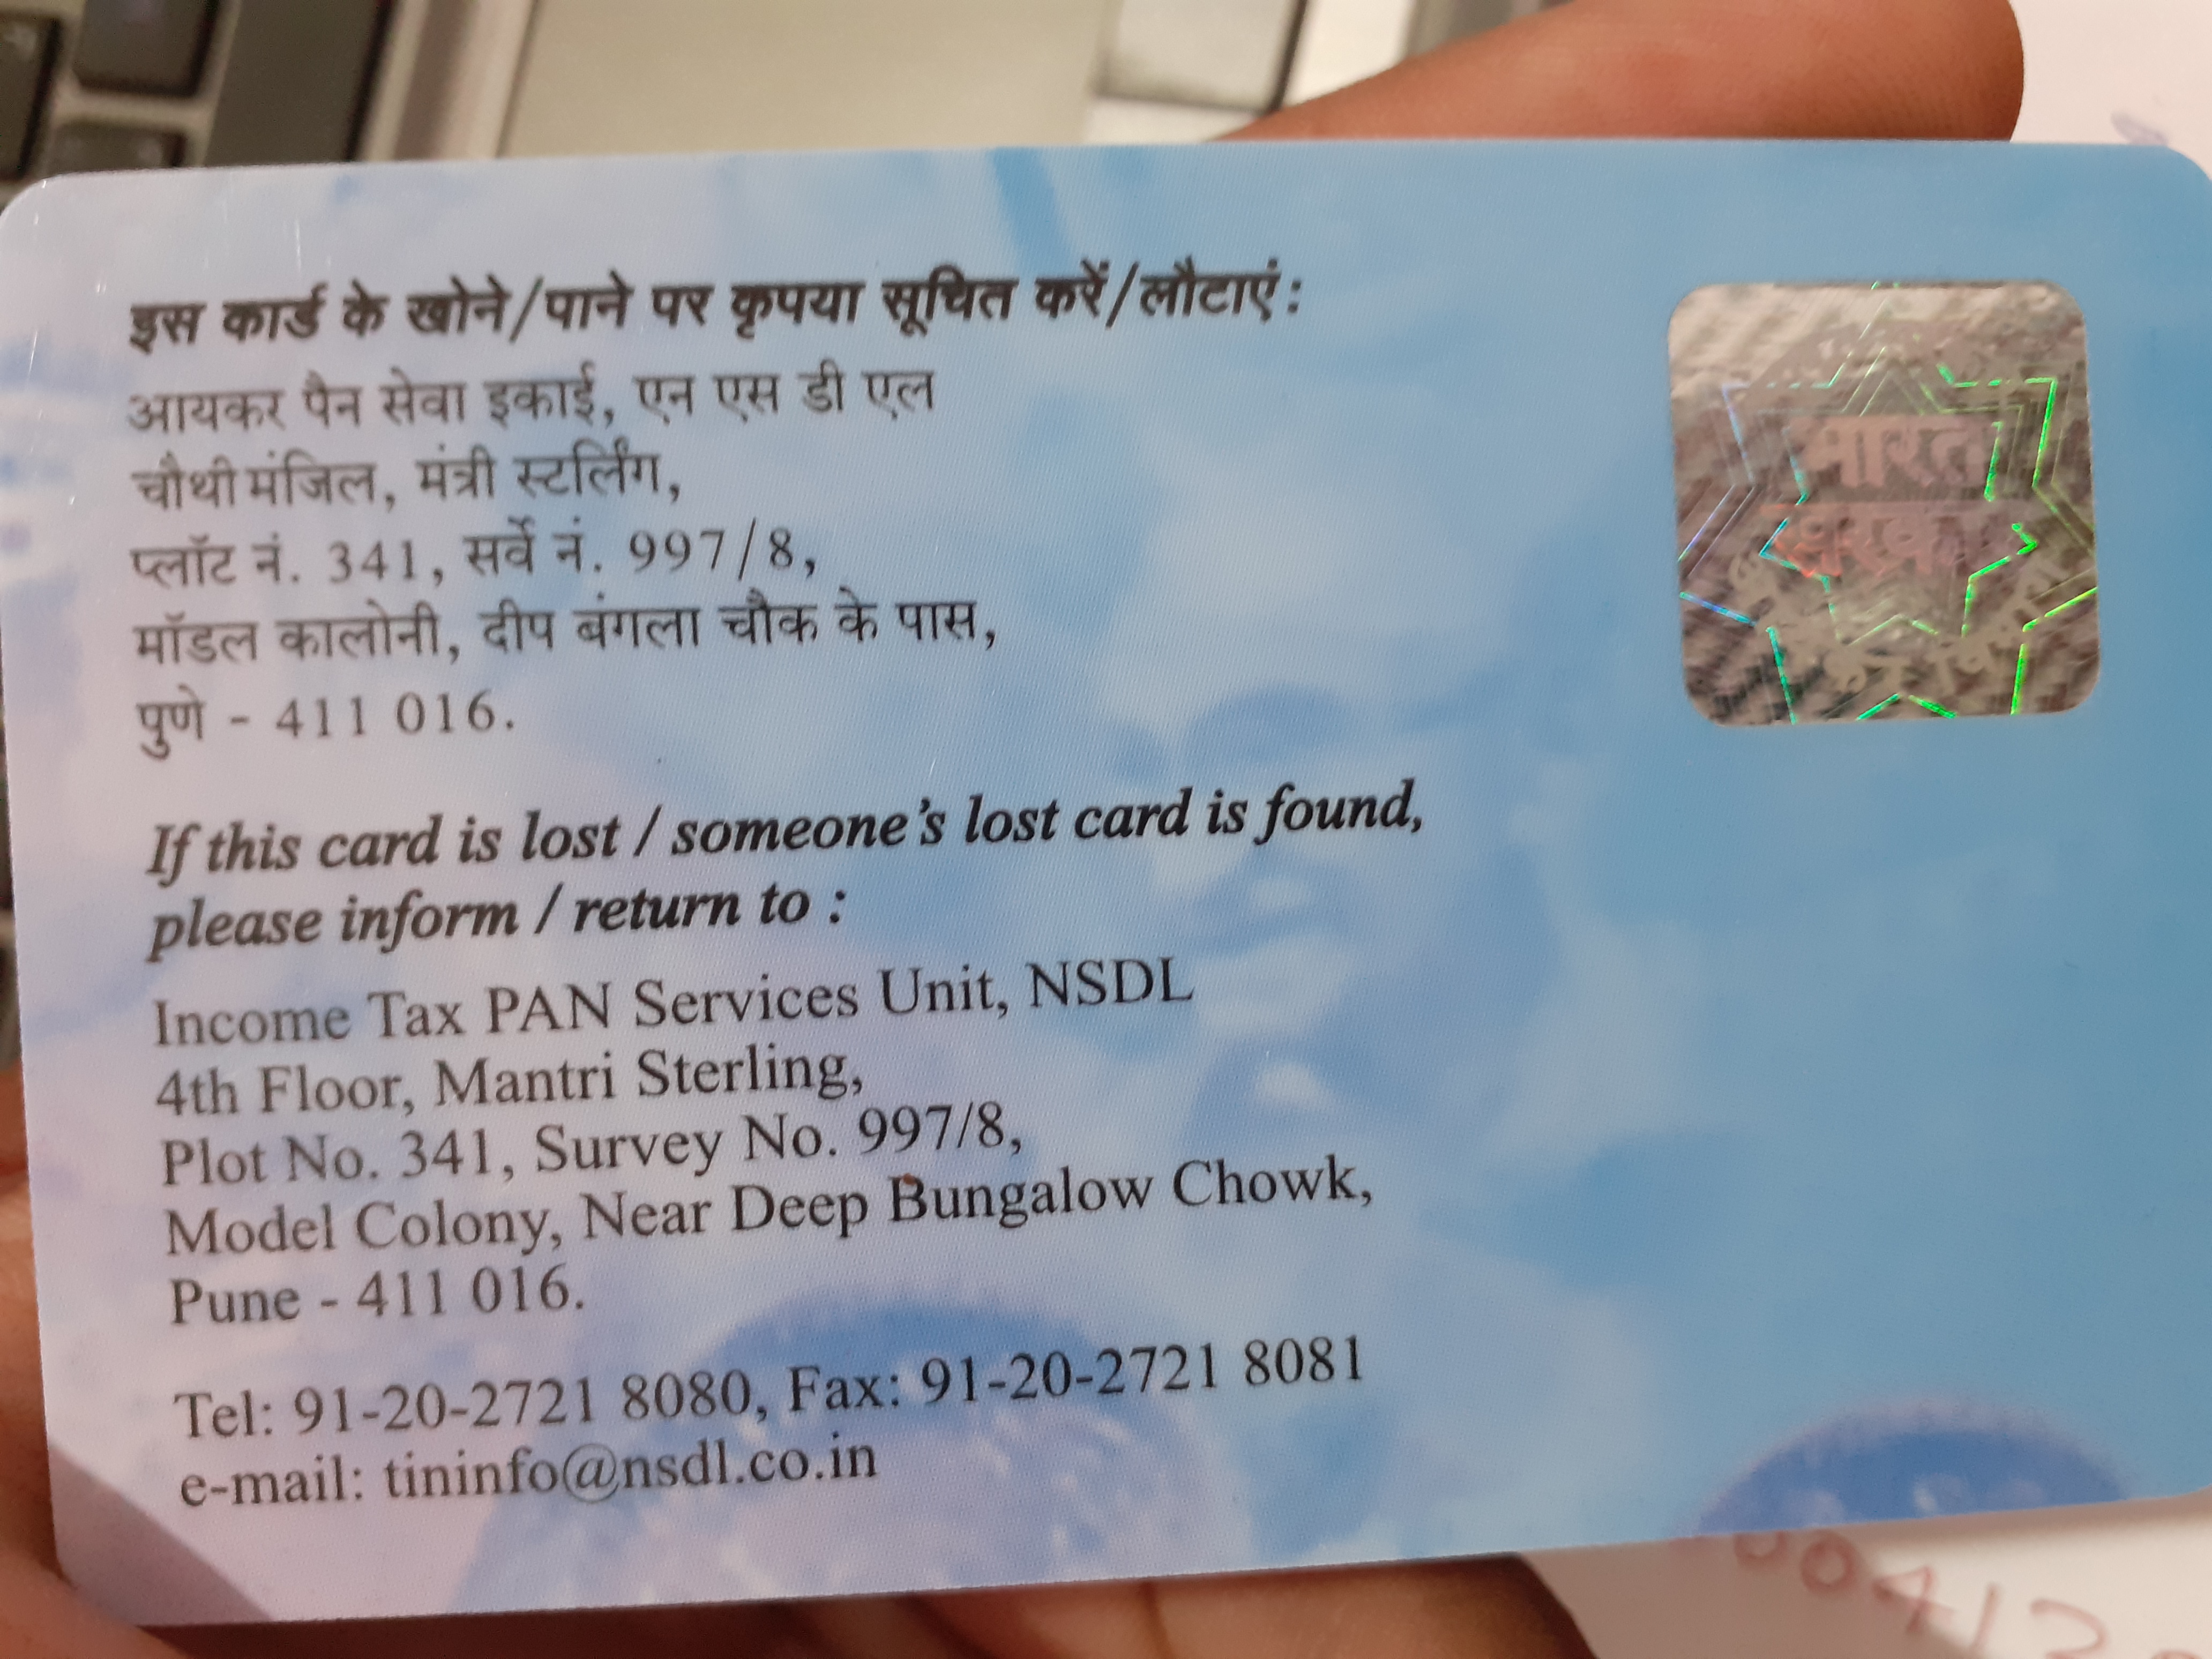 इस कार्ड के खोने/पाने पर कृपया सूचित करें/लौटाएं :
आयकर पैन सेवा इकाई, एन एस डी एल
चौथी मंजिल, मंत्री स्टर्लिंग,
प्लॉट नं. 341, सर्वे नं. 997/8,
मॉडल कालोनी, दीप बंगला चौक के पास,
पुणे - 411 016.
If this card is lost / someone's lost card is found,
please inform / return to :
Income Tax PAN Services Unit, NSDL
4th Floor, Mantri Sterling,
Plot No. 341, Survey No. 997/8,
Model Colony, Near Deep Bungalow Chowk,
Pune - 411 016.
Tel: 91-20-2721 8080, Fax: 91-20-2721 8081
e-mail: tininfo@nsdl.co.in
भारत